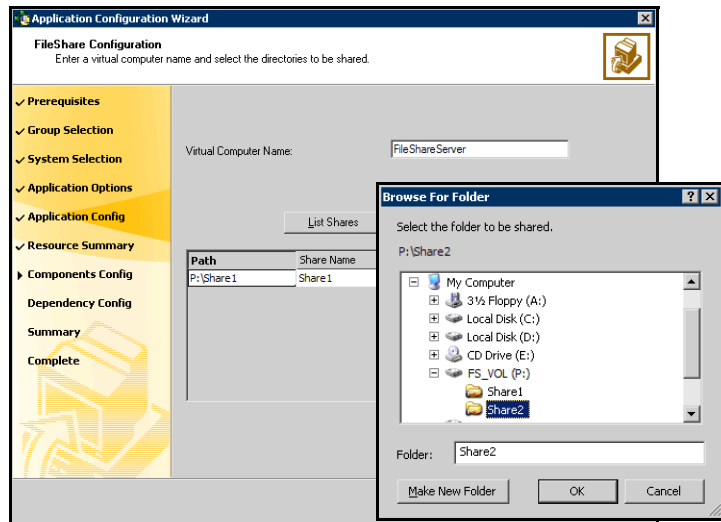 Application Configuration Wizard
FileShare Configuration
Enter a virtual computer name and select the directories to be shared.
Prerequisites
Group Selection
System Selection
Application Options
Application Config
Resource Summary
Components Config
Dependency Config
Summary
Complete
Virtual Computer Name:
FileShareServer
List Shares
Path Share Name
P:\Share1 Share1
Browse For Folder
Select the folder to be shared.
P:\Share2
My Computer
3½ Floppy (A:)
Local Disk (C:)
Local Disk (D:)
CD Drive (E:)
FS_VOL (P:)
Share1
Share2
Folder: Share2
Make New Folder OK Cancel